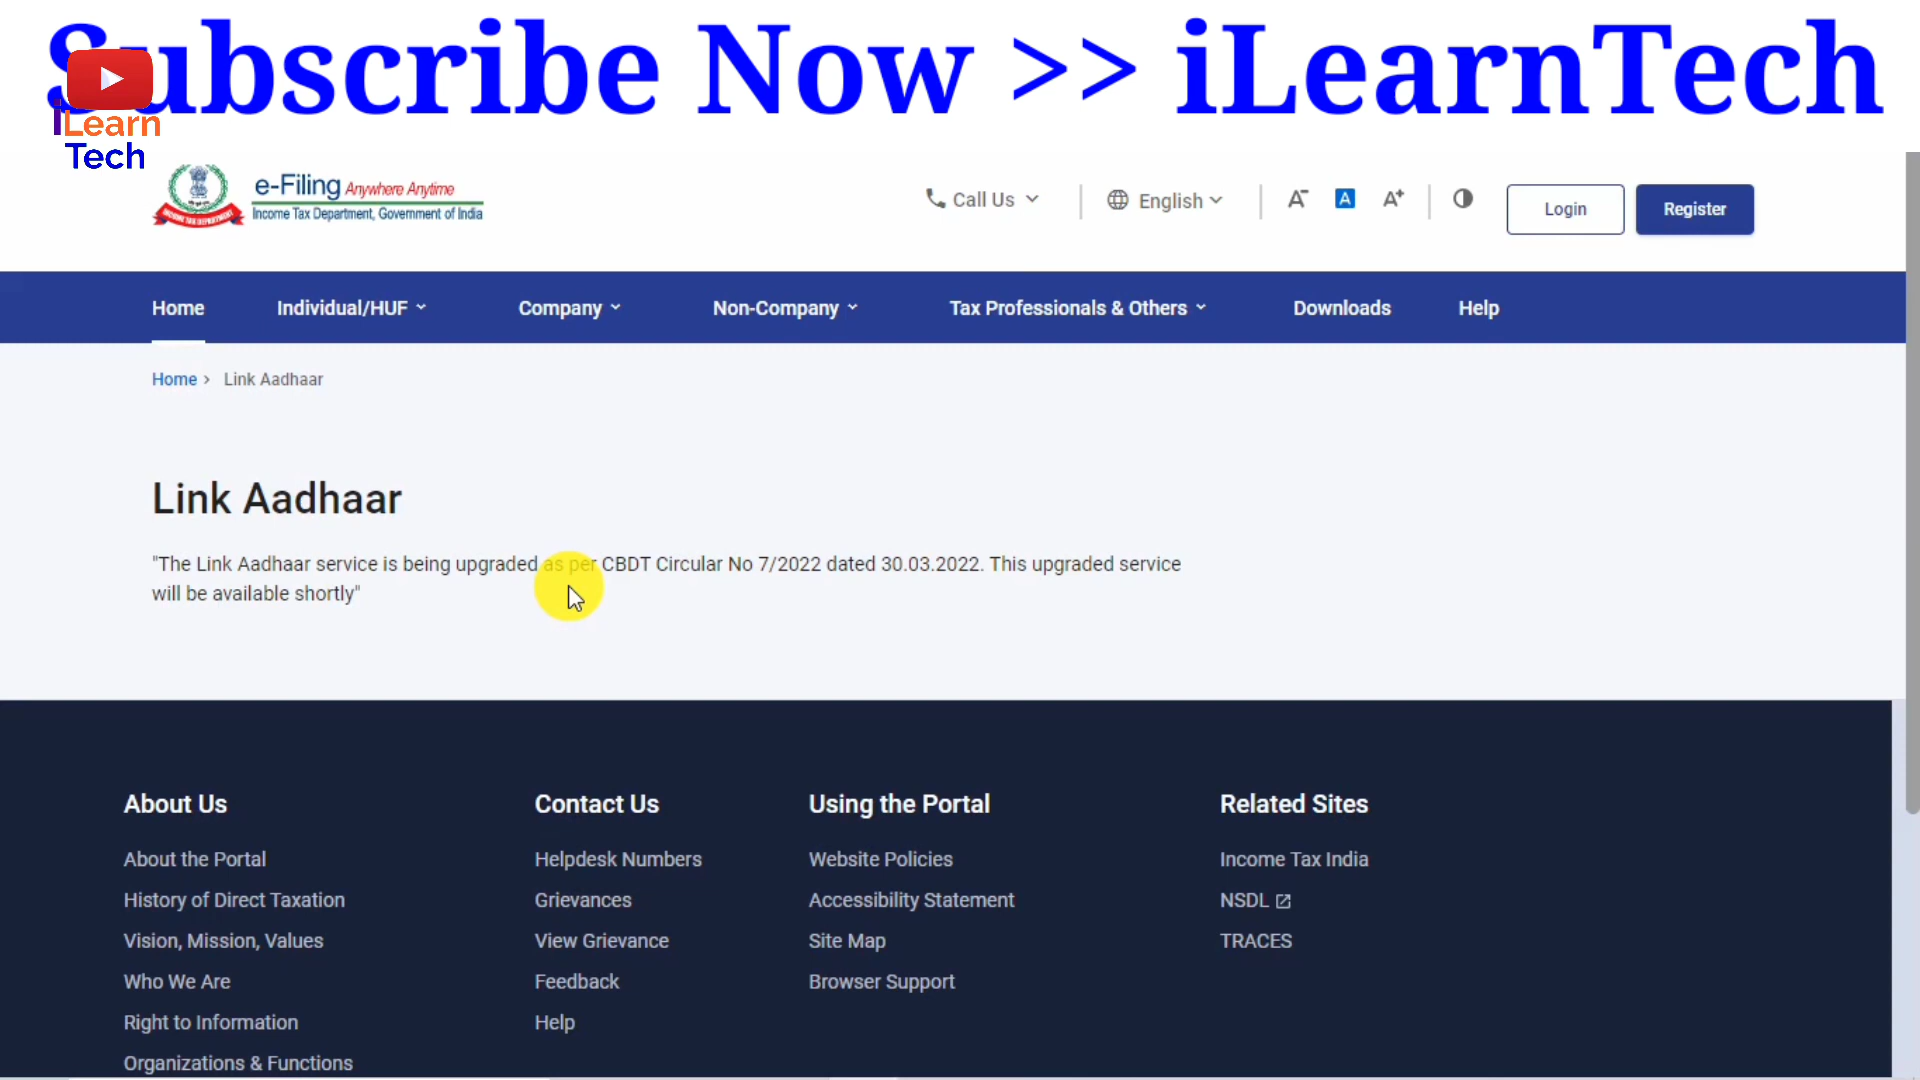 Subscribe Now >> iLearnTech
iLearn
Tech
e-Filing Anywhere Anytime
Income Tax Department, Government of India
INCOME TAX DEPARTMENT
Call Us
English
A-
A
A+
Login
Register
Home
Individual/HUF
Company
Non-Company
Tax Professionals & Others
Downloads
Help
Home > Link Aadhaar
Link Aadhaar
"The Link Aadhaar service is being upgraded as per CBDT Circular No 7/2022 dated 30.03.2022. This upgraded service
will be available shortly"
About Us
About the Portal
History of Direct Taxation
Vision, Mission, Values
Who We Are
Right to Information
Organizations & Functions
Contact Us
Helpdesk Numbers
Grievances
View Grievance
Feedback
Help
Using the Portal
Website Policies
Accessibility Statement
Site Map
Browser Support
Related Sites
Income Tax India
NSDL
TRACES